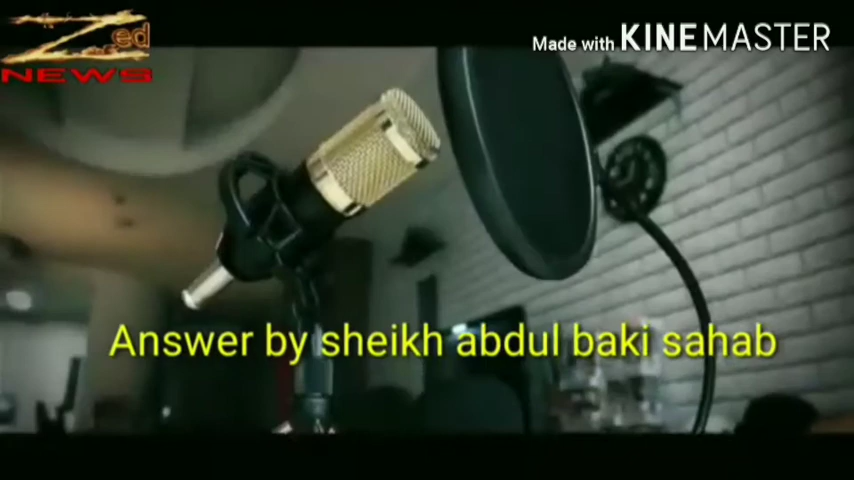 Zed
NEWS
Made with KINEMASTER
Answer by sheikh abdul baki sahab